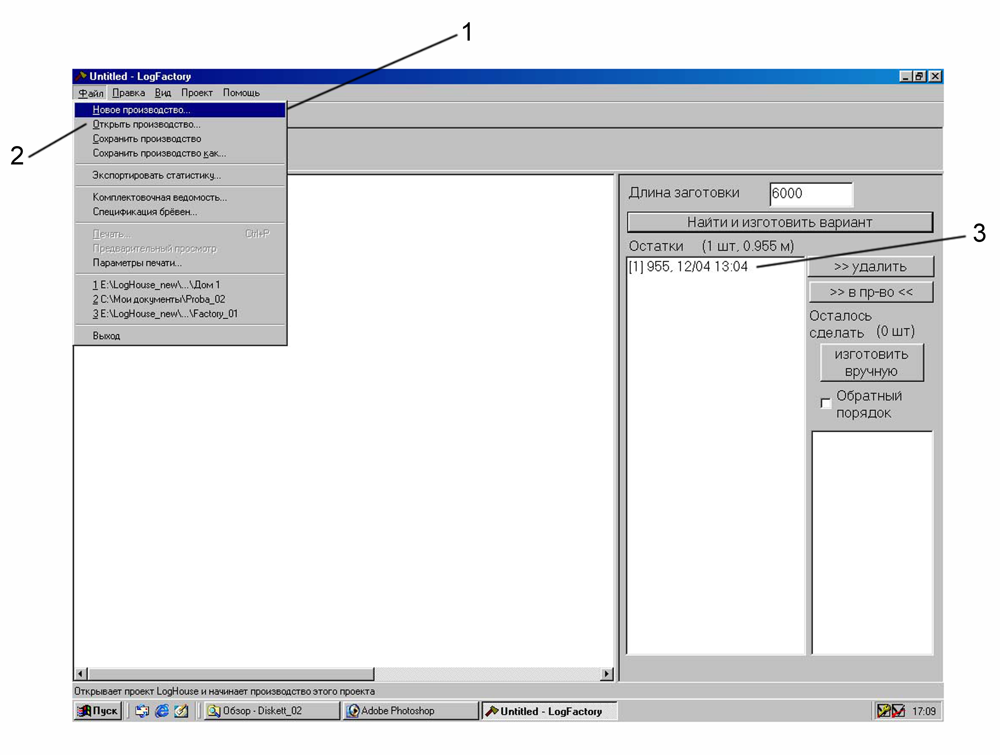 1
Untitled - LogFactory
Файл Правка Вид Проект Помощь
Новое производство...
2
Открыть производство...
Сохранить производство
Сохранить производство как...
Экспортировать статистику...
Комплектовочная ведомость...
Спецификация брёвен...
Печать... Ctrl+P
Предварительный просмотр
Параметры печати...
1 E:\LogHouse_new\...\Дом 1
2 C:\Мои документы\Proba_02
3 E:\LogHouse_new\...\Factory_01
Выход
Длина заготовки 6000
Найти и изготовить вариант
3
Остатки (1 шт, 0.955 м)
[1] 955, 12/04 13:04
>> удалить
>> в пр-во <<
Осталось
сделать (0 шт)
изготовить
вручную
Обратный
порядок
Открывает проект LogHouse и начинает производство этого проекта
Пуск Обзор - Diskett_02 Adobe Photoshop Untitled - LogFactory 17:09